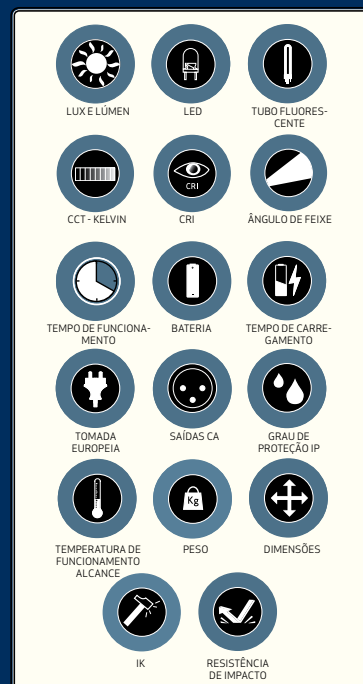 LUX E LÚMEN
LED
TUBO FLUORES-
CENTE
CCT - KELVIN
CRI
CRI
ÂNGULO DE FEIXE
TEMPO DE FUNCIONA-
MENTO
BATERIA
TEMPO DE CARRE-
GAMENTO
TOMADA
EUROPEIA
SAÍDAS CA
GRAU DE
PROTEÇÃO IP
TEMPERATURA DE
FUNCIONAMENTO
ALCANCE
Kg
PESO
DIMENSÕES
IK
RESISTÊNCIA
DE IMPACTO